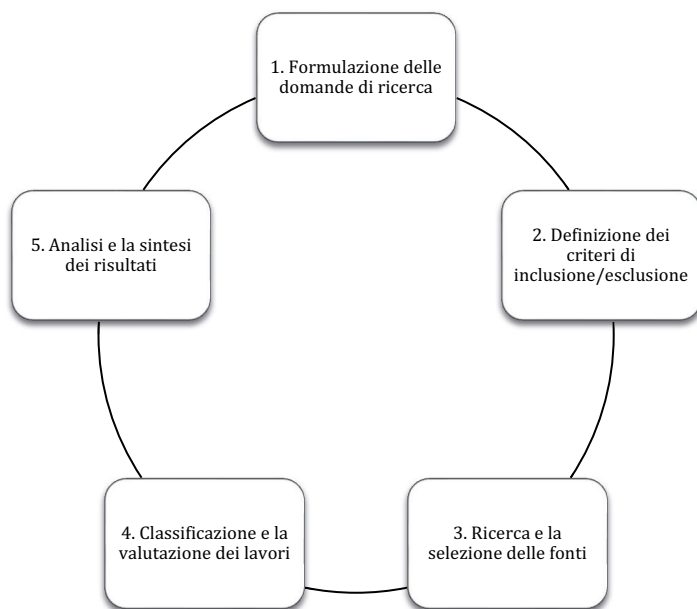 1. Formulazione delle
domande di ricerca
2. Definizione dei
criteri di
inclusione/esclusione
3. Ricerca e la
selezione delle fonti
4. Classificazione e la
valutazione dei lavori
5. Analisi e la sintesi
dei risultati